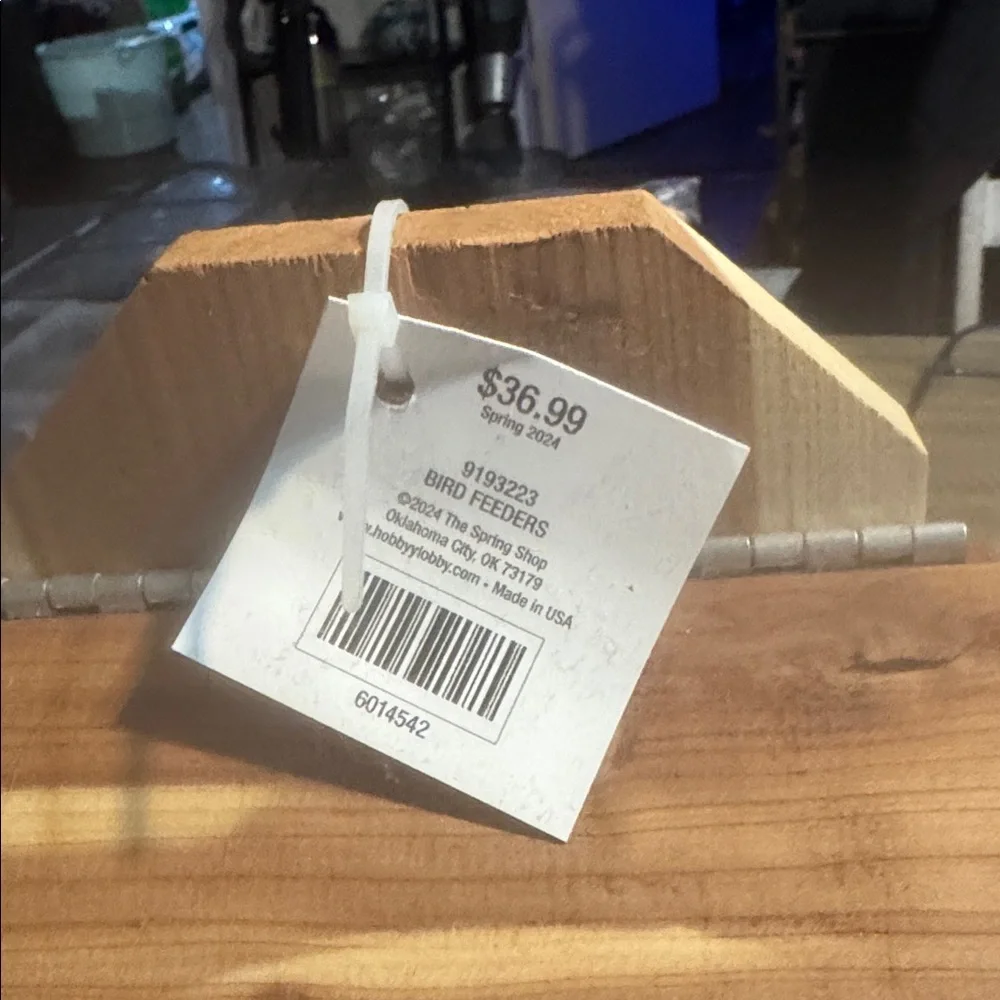 $36.99
Spring 2024
9193223
BIRD FEEDERS
©2024 The Spring Shop
Oklahoma City, OK 73179
.hobbylobby.com • Made in USA
6014542